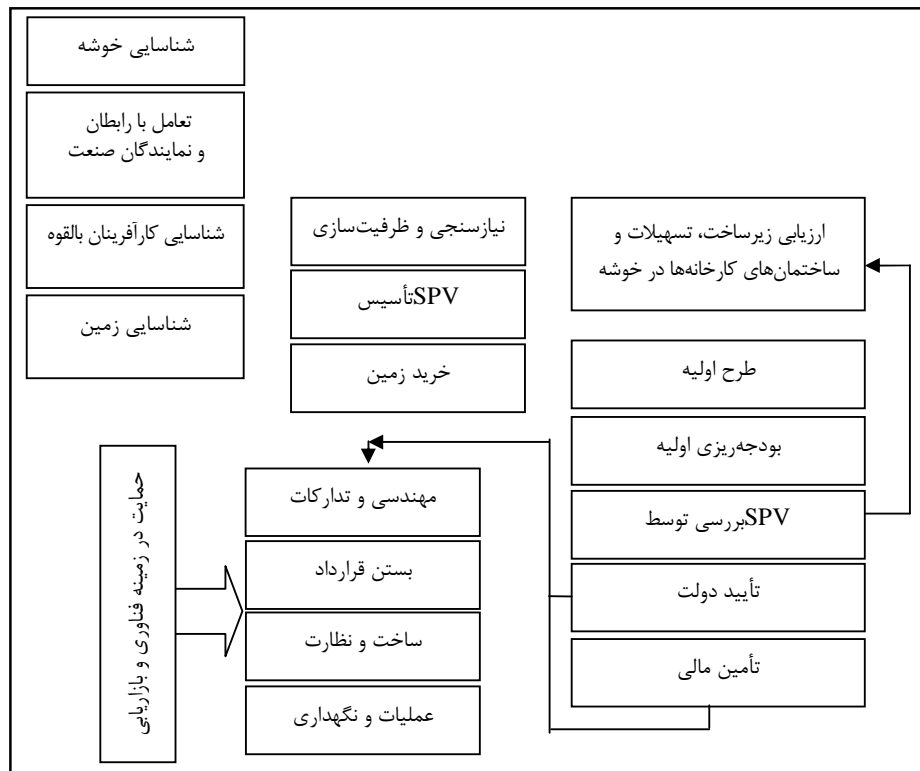 شناسایی خوشه
تعامل با رابطان
و نمایندگان صنعت
شناسایی کارآفرینان بالقوه
شناسایی زمین
نیازسنجی و ظرفیت‌سازی
SPVتأسیس
خرید زمین
ارزیابی زیرساخت، تسهیلات و
ساختمان‌های کارخانه‌ها در خوشه
طرح اولیه
بودجه‌ریزی اولیه
SPVبررسی توسط
تأیید دولت
تأمین مالی
مهندسی و تدارکات
بستن قرارداد
ساخت و نظارت
عملیات و نگهداری
حمایت در زمینه فناوری و بازاریابی